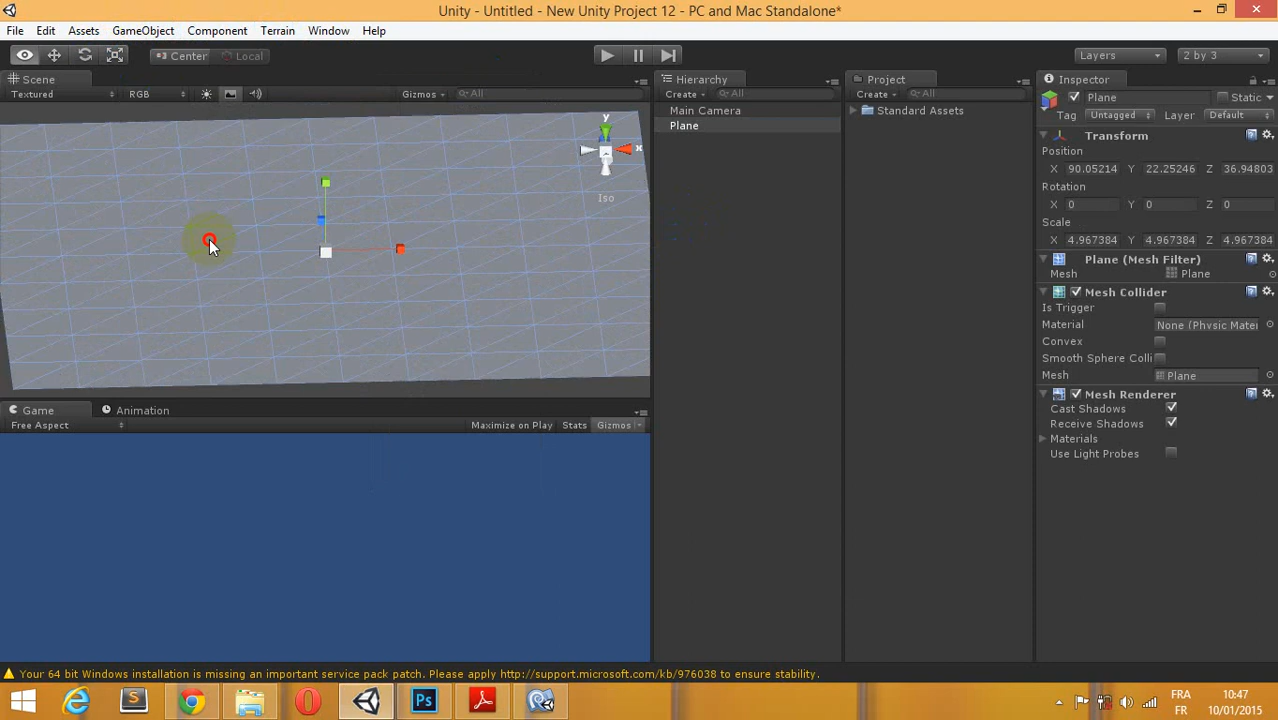 Unity - Untitled - New Unity Project 12 - PC and Mac Standalone*
File Edit Assets GameObject Component Terrain Window Help
Center Local Layers 2 by 3
Scene
Textured RGB Gizmos All
y
x
Iso
Game Animation
Free Aspect Maximize on Play Stats Gizmos
Hierarchy
Create All
Main Camera
Plane
Project
Create All
Standard Assets
Inspector
Plane Static
Tag Untagged Layer Default
Transform
Position
X 90.05214 Y 22.25246 Z 36.94803
Rotation
X 0 Y 0 Z 0
Scale
X 4.967384 Y 4.967384 Z 4.967384
Plane (Mesh Filter)
Mesh Plane
Mesh Collider
Is Trigger
Material None (Physic Mater
Convex
Smooth Sphere Colli
Mesh Plane
Mesh Renderer
Cast Shadows
Receive Shadows
Materials
Use Light Probes
Your 64 bit Windows installation is missing an important service pack patch. Please apply http://support.microsoft.com/kb/976038 to ensure stability.
S Ps
FRA 10:47
FR 10/01/2015